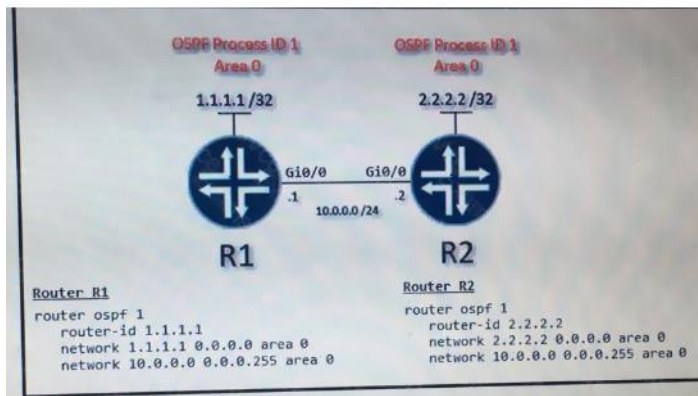 OSPF Process ID 1
Area 0
OSPF Process ID 1
Area 0
1.1.1.1 /32
2.2.2.2 /32
Gi0/0
Gi0/0
.1
.2
10.0.0.0 /24
R1
R2
Router R1
router ospf 1
router-id 1.1.1.1
network 1.1.1.1 0.0.0.0 area 0
network 10.0.0.0 0.0.0.255 area 0
Router R2
router ospf 1
router-id 2.2.2.2
network 2.2.2.2 0.0.0.0 area 0
network 10.0.0.0 0.0.0.255 area 0